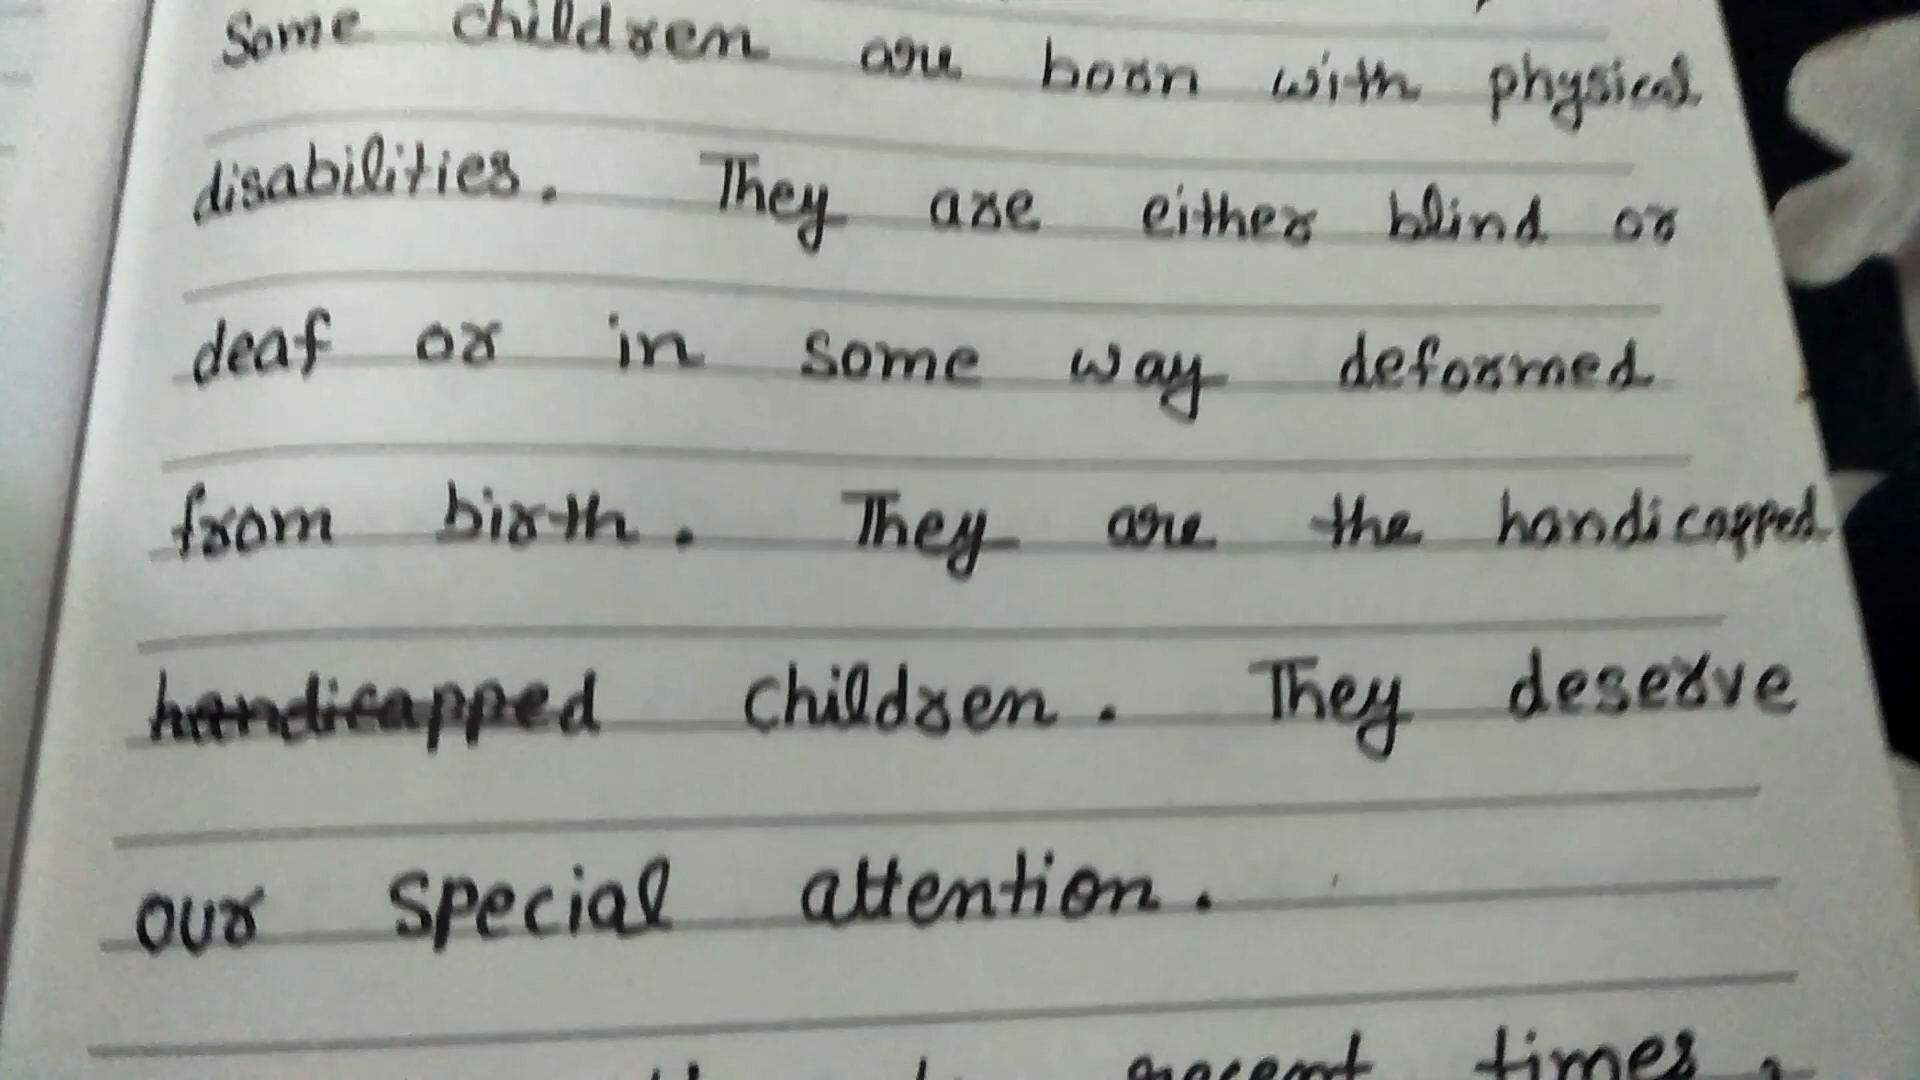 Some children are born with physical
disabilities. They are either blind or
deaf or in some way deformed
from birth. They are the handicapped
handicapped children. They deserve
our special attention.
recent times,